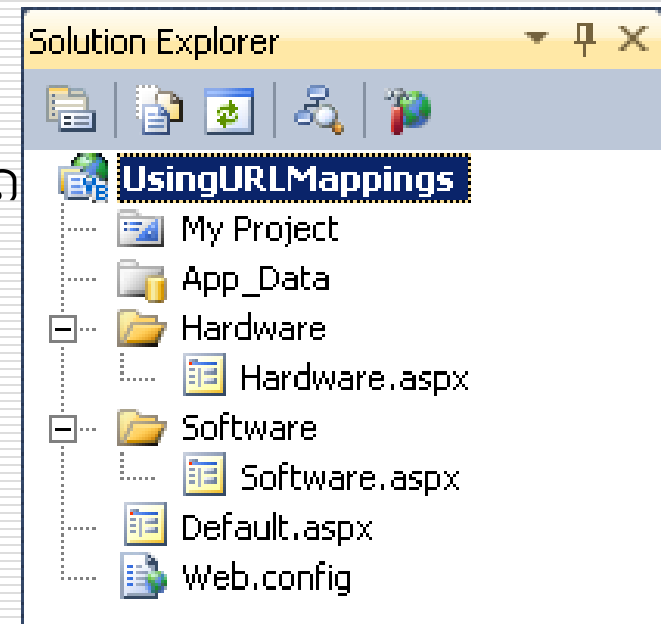 Solution Explorer
UsingURLMappings
My Project
App_Data
Hardware
Hardware.aspx
Software
Software.aspx
Default.aspx
Web.config